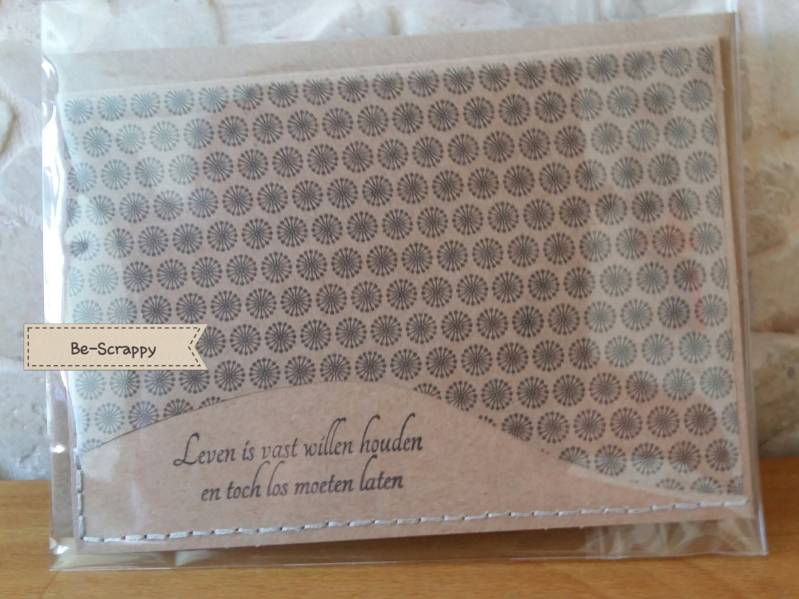 Be-Scrappy
Leven is vast willen houden
en toch los moeten laten